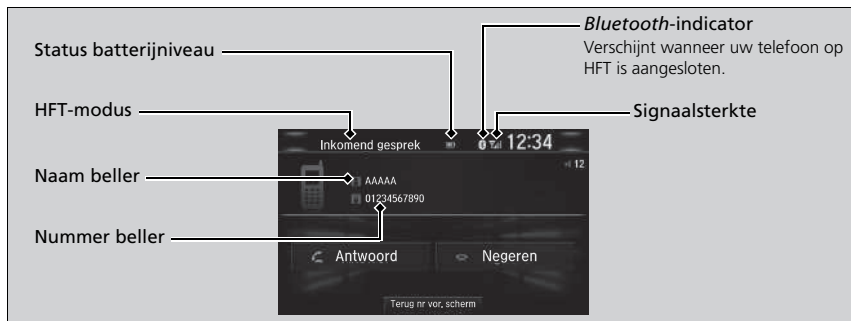 Status batterijniveau
Bluetooth-indicator
Verschijnt wanneer uw telefoon op
HFT is aangesloten.
HFT-modus
Signaalsterkte
Inkomend gesprek
12:34
12
Naam beller
AAAAA
01234567890
Nummer beller
Antwoord
Negeren
Terug nr vor. scherm